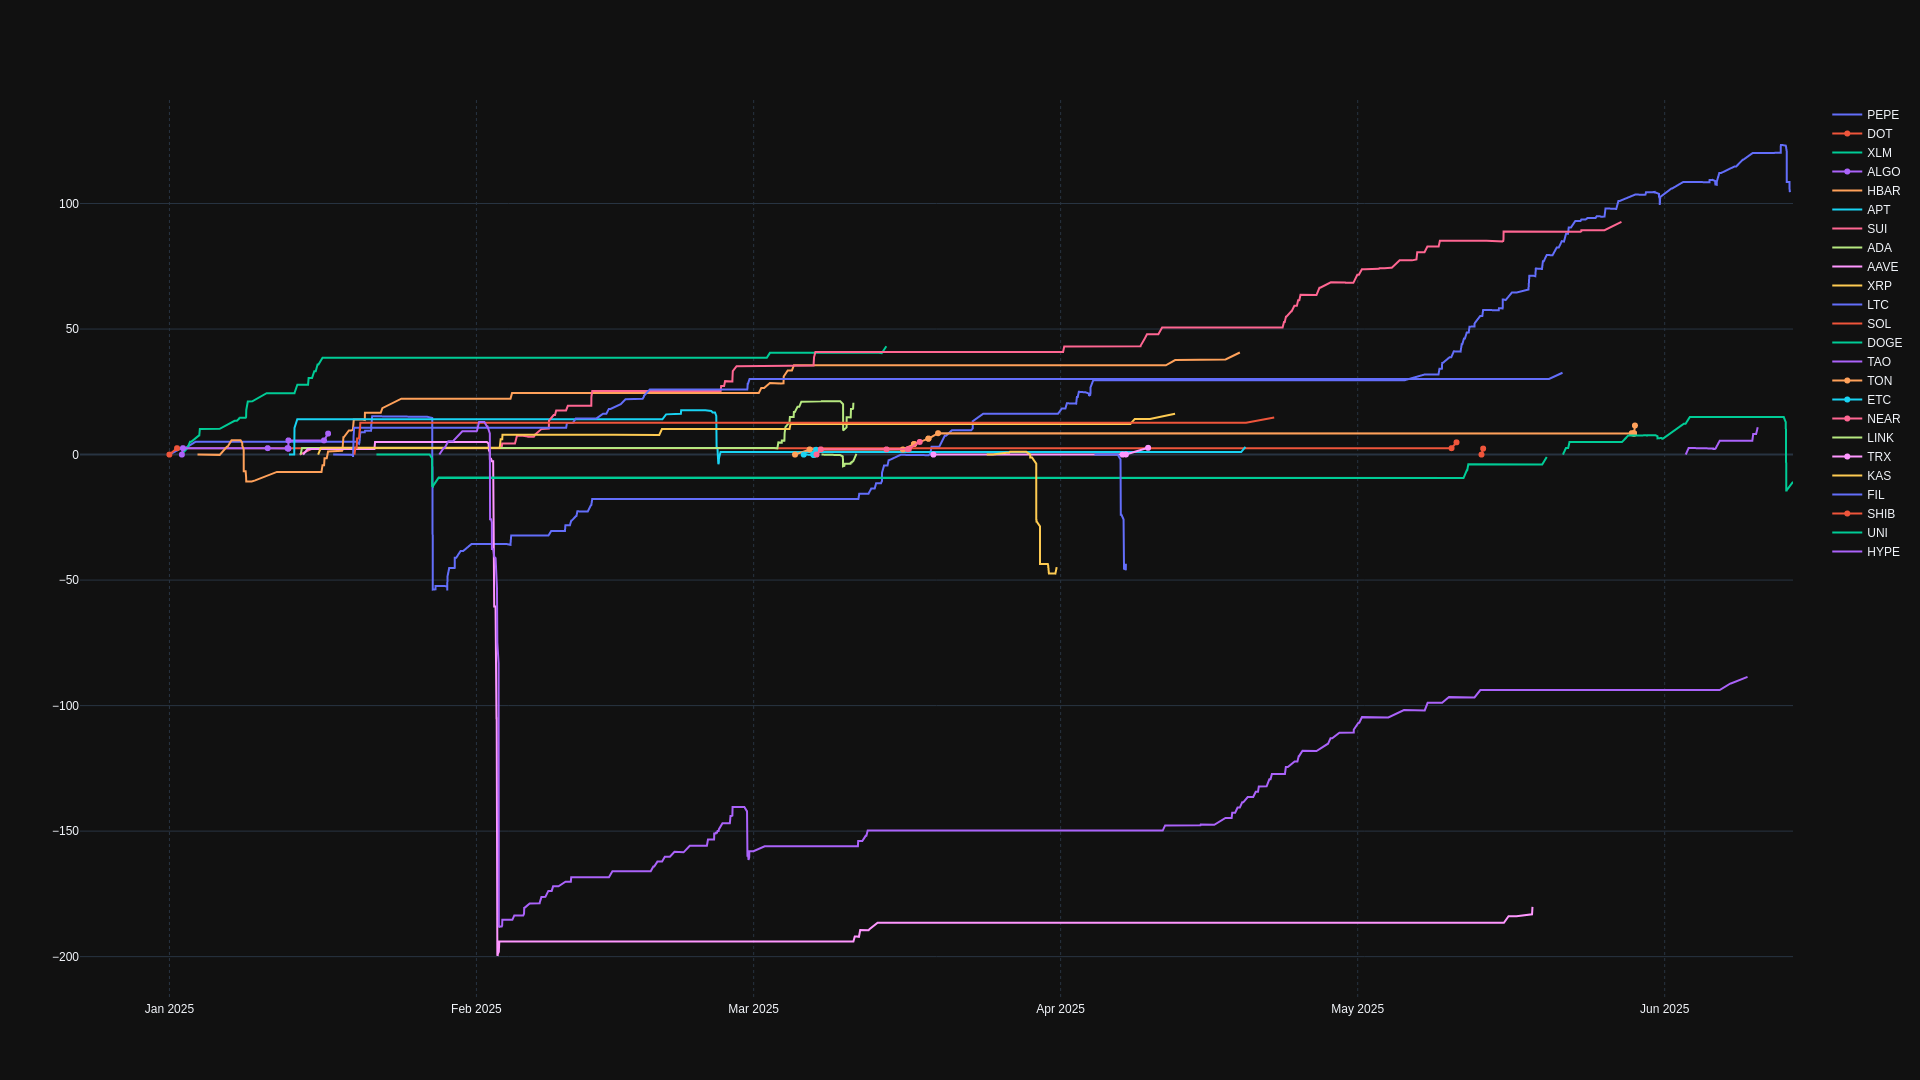 100
50
0
−50
−100
−150
−200
Jan 2025
Feb 2025
Mar 2025
Apr 2025
May 2025
Jun 2025
PEPE
DOT
XLM
ALGO
HBAR
APT
SUI
ADA
AAVE
XRP
LTC
SOL
DOGE
TAO
TON
ETC
NEAR
LINK
TRX
KAS
FIL
SHIB
UNI
HYPE